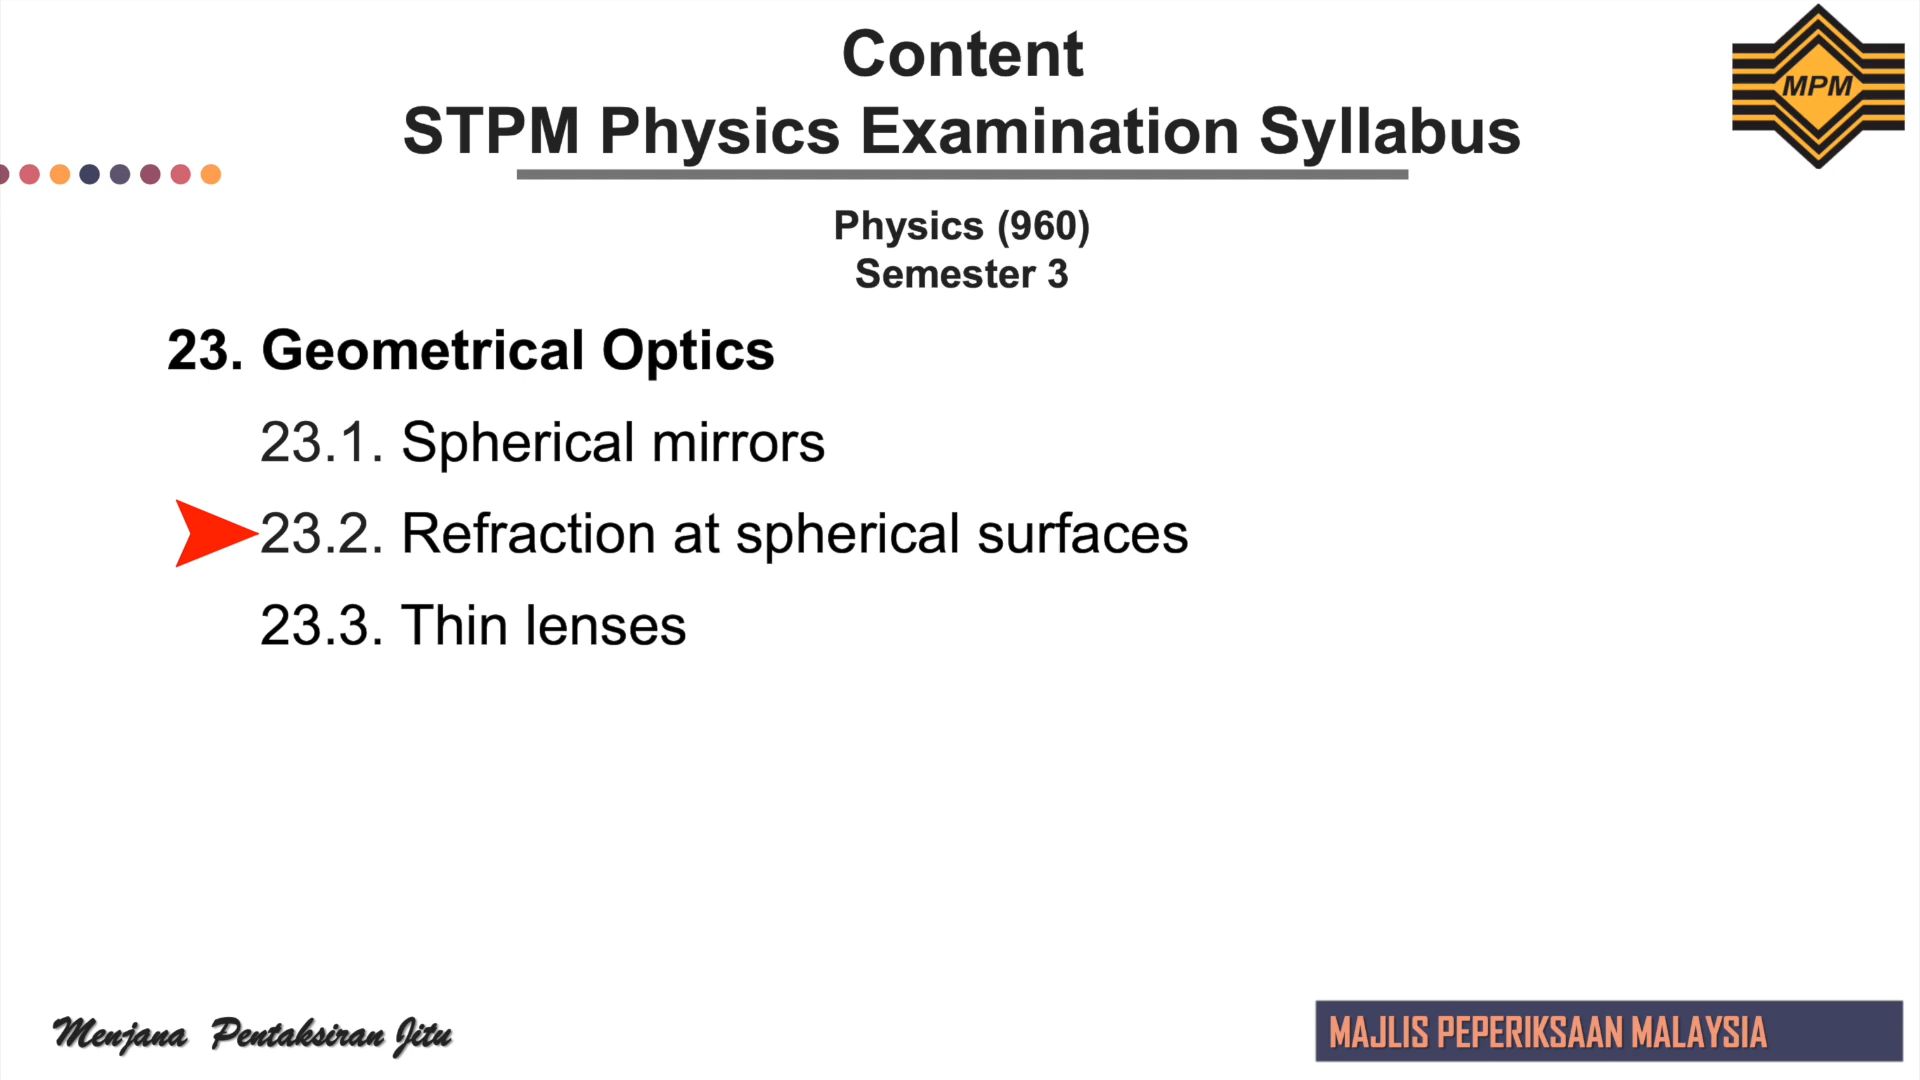 Content
STPM Physics Examination Syllabus
MPM
Physics (960)
Semester 3
23. Geometrical Optics
23.1. Spherical mirrors
23.2. Refraction at spherical surfaces
23.3. Thin lenses
Menjana Pentaksiran Jitu
MAJLIS PEPERIKSAAN MALAYSIA